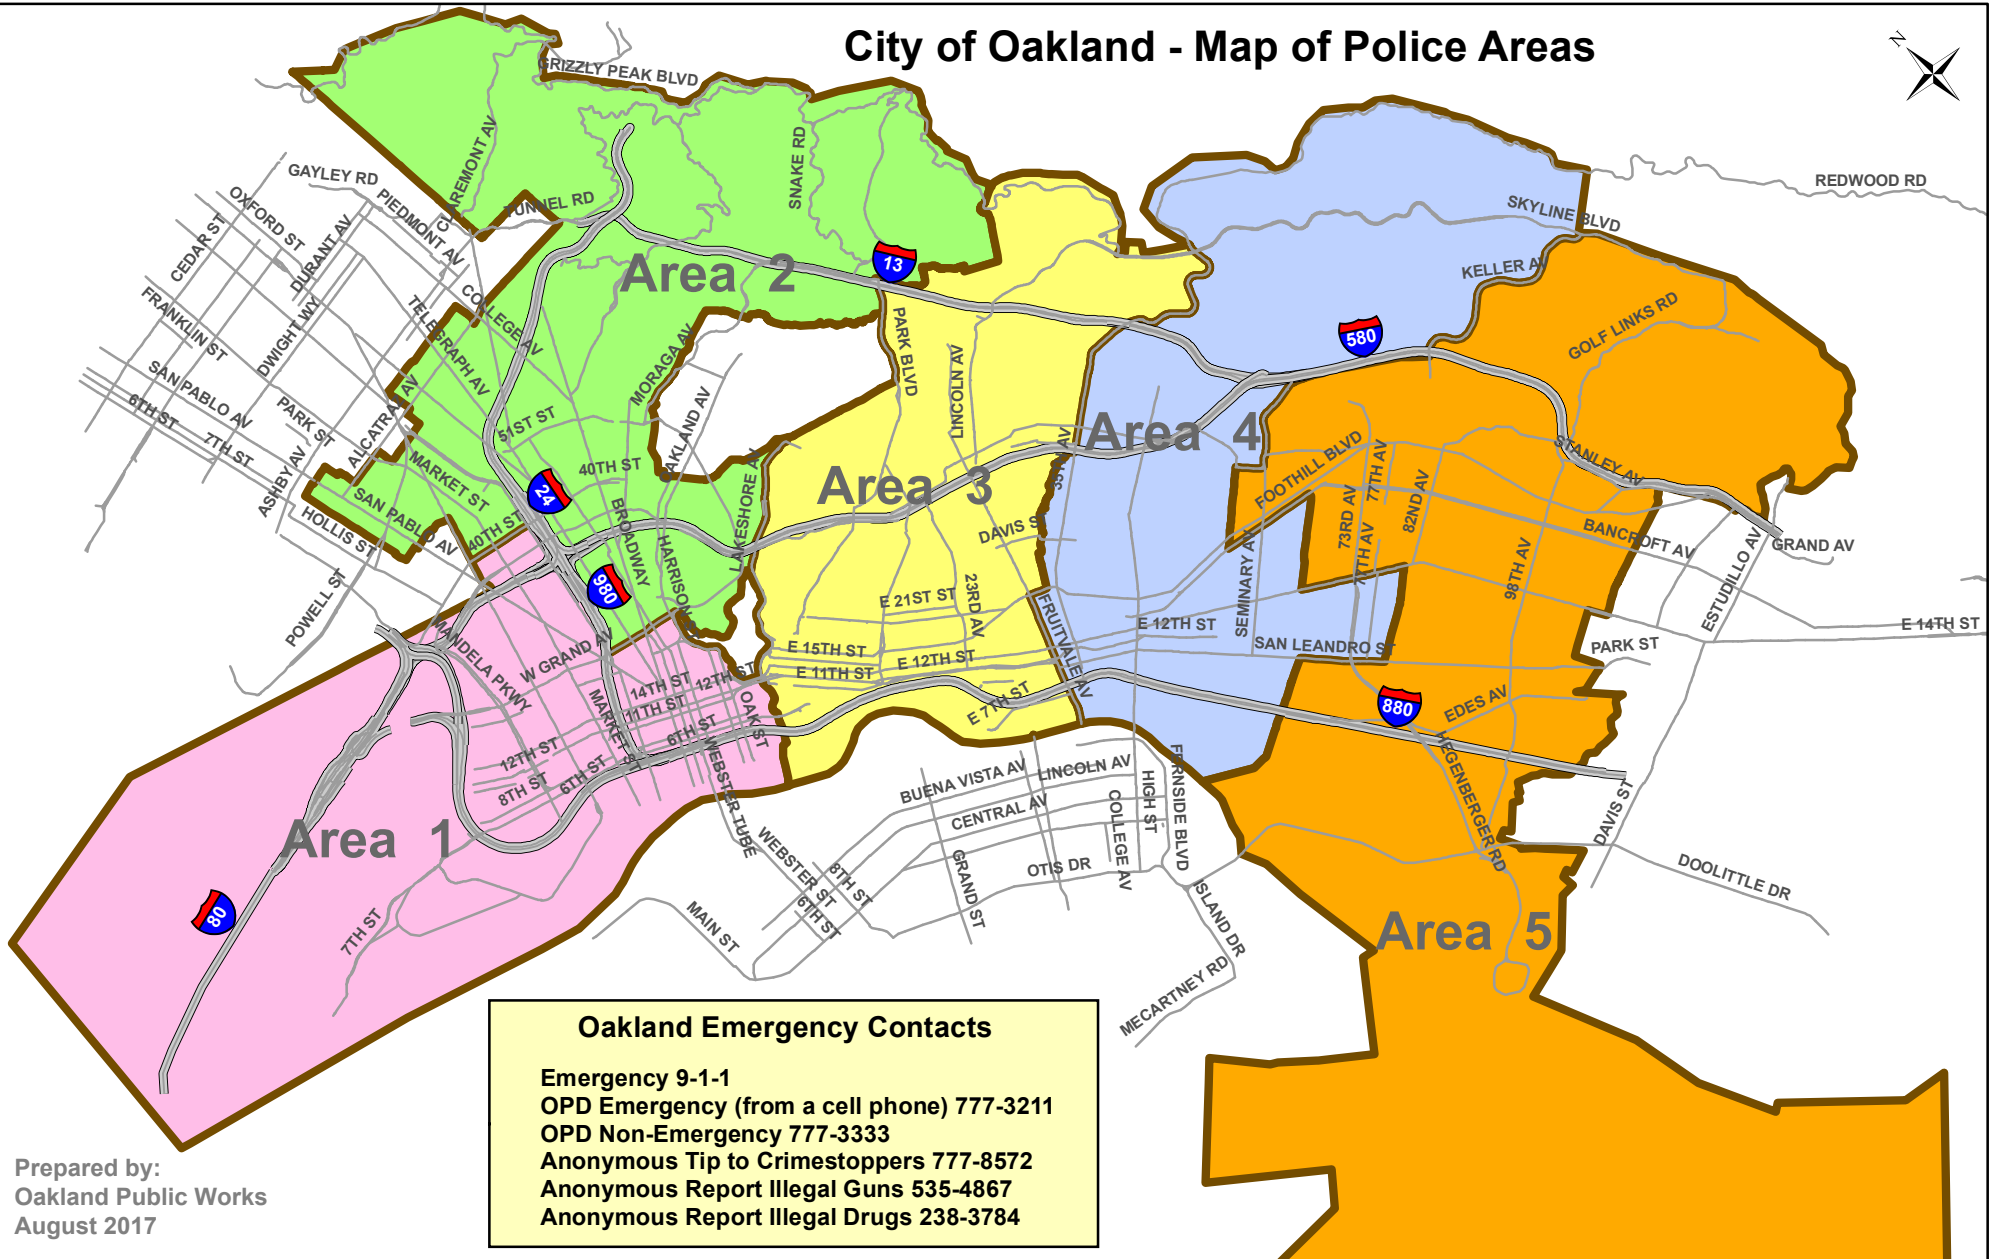 City of Oakland - Map of Police Areas
N
GRIZZLY PEAK BLVD
CLAREMONT AV
SNAKE RD
GAYLEY RD
REDWOOD RD
OXFORD ST
PIEDMONT AV
TUNNEL RD
SKYLINE BLVD
CEDAR ST
DURANT AV
13
Area 2
KELLER AV
FRANKLIN ST
DWIGHT WY
TELEGRAPH AV
COLLEGE AV
MORAGA AV
PARK BLVD
LINCOLN AV
580
GOLF LINKS RD
SAN PABLO AV
6TH ST
7TH ST
PARK ST
ALCATRAZ AV
51ST ST
OAKLAND AV
35TH AV
Area 4
FOOTHILL BLVD
77TH AV
STANLEY AV
ASHBY AV
MARKET ST
40TH ST
24
LAKESHORE AV
Area 3
73RD AV
82ND AV
SAN PABLO AV
HOLLIS ST
40TH ST
BROADWAY
HARRISON ST
DAVIS ST
SEMINARY AV
77TH AV
98TH AV
BANCROFT AV
GRAND AV
ESTUDILLO AV
POWELL ST
980
E 21ST ST
23RD AV
FRUITVALE AV
E 12TH ST
E 14TH ST
MANDELA PKWY
W GRAND AV
E 15TH ST
E 12TH ST
E 11TH ST
SAN LEANDRO ST
PARK ST
14TH ST
12TH ST
11TH ST
MARKET ST
OAK ST
E 7TH ST
880
EDES AV
12TH ST
6TH ST
8TH ST
6TH ST
WEBSTER TUBE
BUENA VISTA AV
LINCOLN AV
HIGH ST
FERNSIDE BLVD
HEGENBERGER RD
DAVIS ST
Area 1
CENTRAL AV
COLLEGE AV
WEBSTER ST
8TH ST
6TH ST
GRAND ST
OTIS DR
DOOLITTLE DR
80
7TH ST
MAIN ST
ISLAND DR
Area 5
MECARTNEY RD
Oakland Emergency Contacts
Emergency 9-1-1
OPD Emergency (from a cell phone) 777-3211
OPD Non-Emergency 777-3333
Anonymous Tip to Crimestoppers 777-8572
Anonymous Report Illegal Guns 535-4867
Anonymous Report Illegal Drugs 238-3784
Prepared by:
Oakland Public Works
August 2017